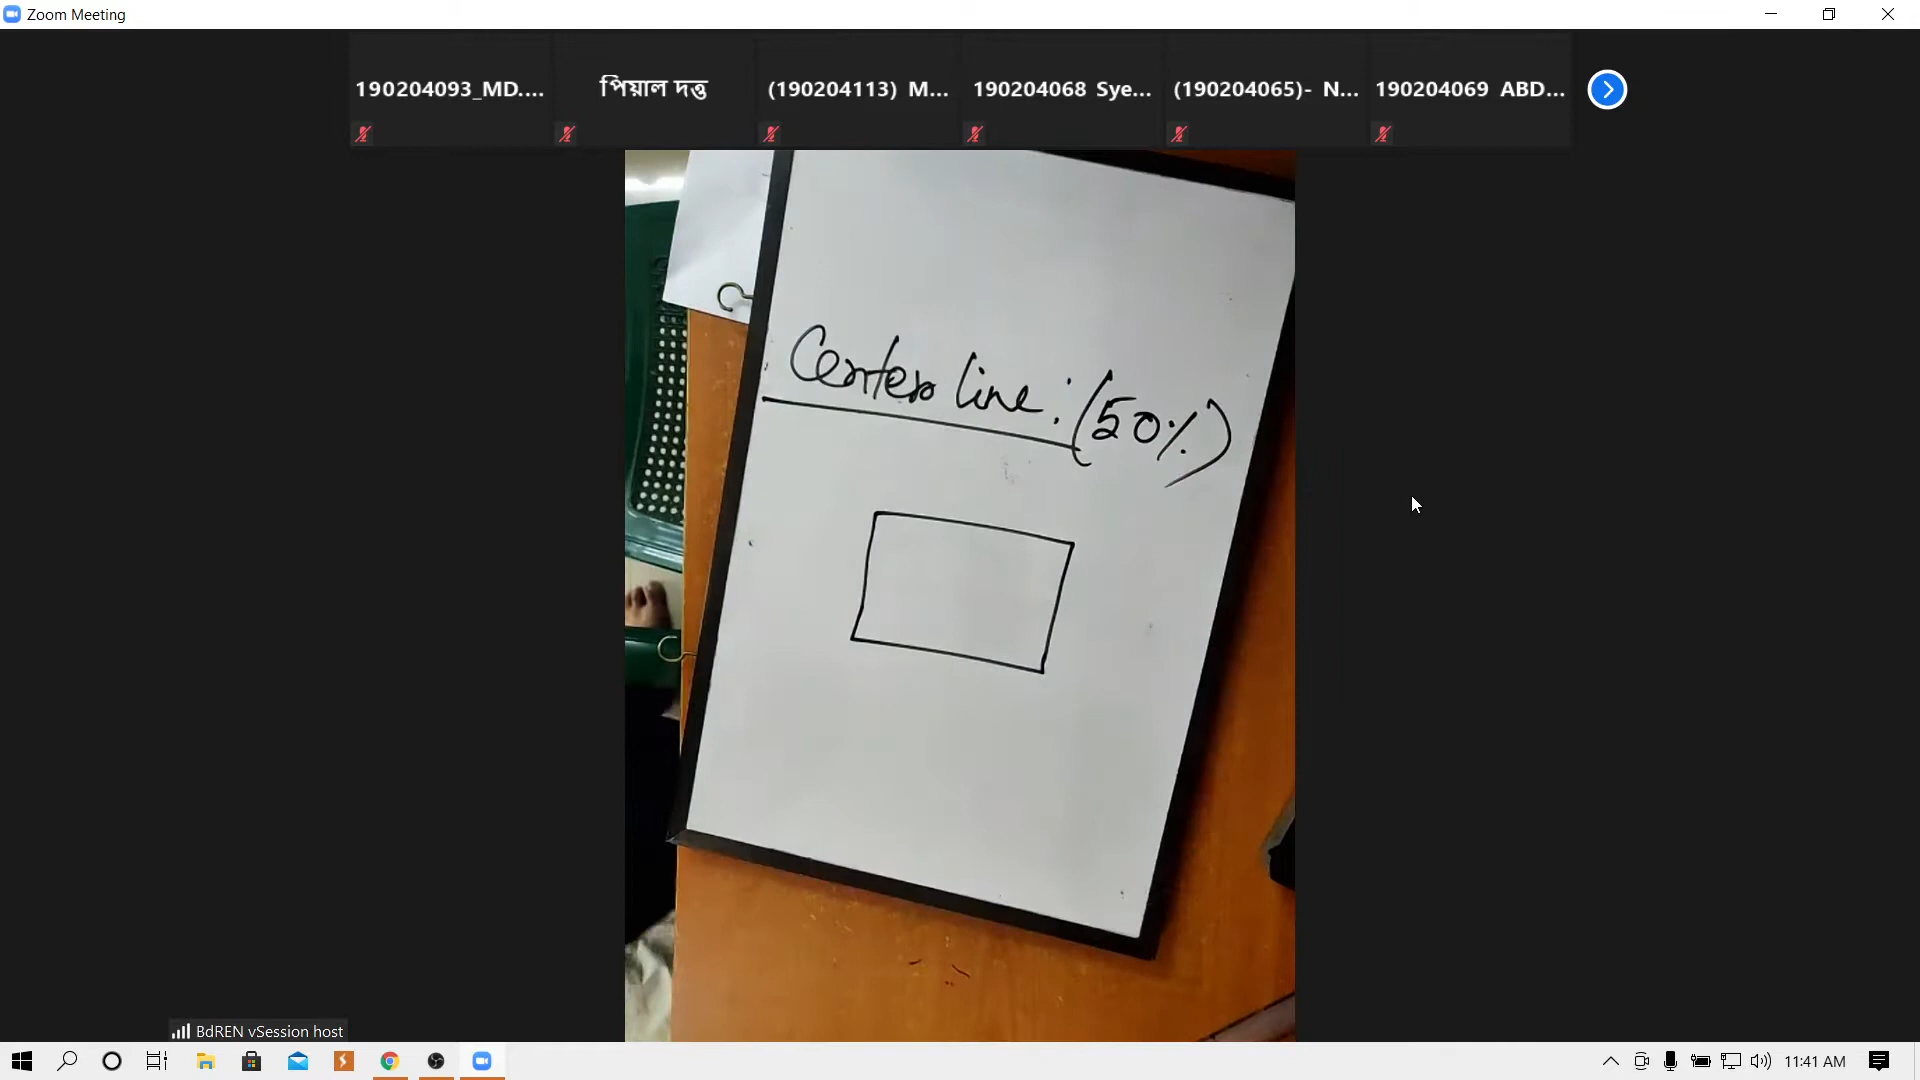 Zoom Meeting
190204093_MD....
পিয়াল দত্ত
(190204113) M...
190204068 Sye...
(190204065)- N...
190204069 ABD...
Center line: (50%)
BdREN vSession host
11:41 AM